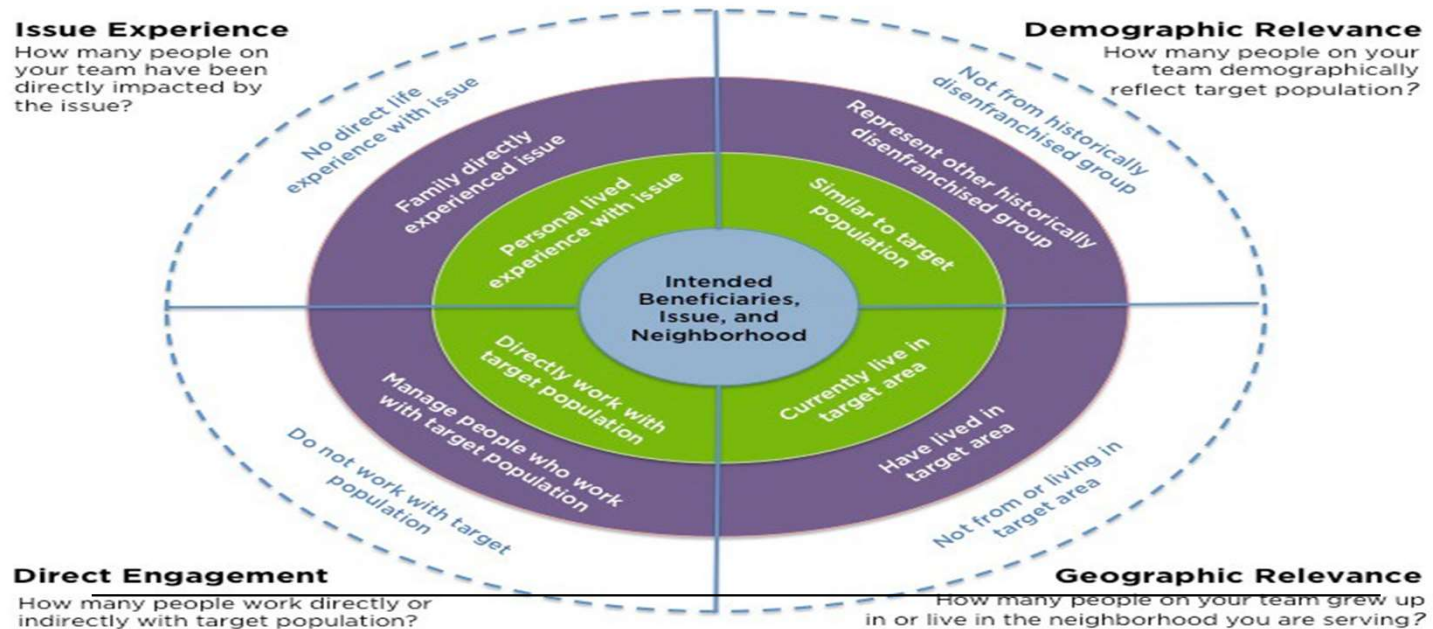 Issue Experience
How many people on
your team have been
directly impacted by
the issue?
Demographic Relevance
How many people on your
team demographically
reflect target population?
No direct life
experience with issue
Family directly
experienced issue
Personal lived
experience with issue
Not from historically
disenfranchised group
Represent other historically
disenfranchised group
Similar to target
population
Intended
Beneficiaries,
Issue, and
Neighborhood
Directly work with
target population
Manage people who work
with target population
Do not work with target
population
Currently live in
target area
Have lived in
target area
Not from or living in
target area
Direct Engagement
How many people work directly or
indirectly with target population?
Geographic Relevance
How many people on your team grew up
in or live in the neighborhood you are serving?